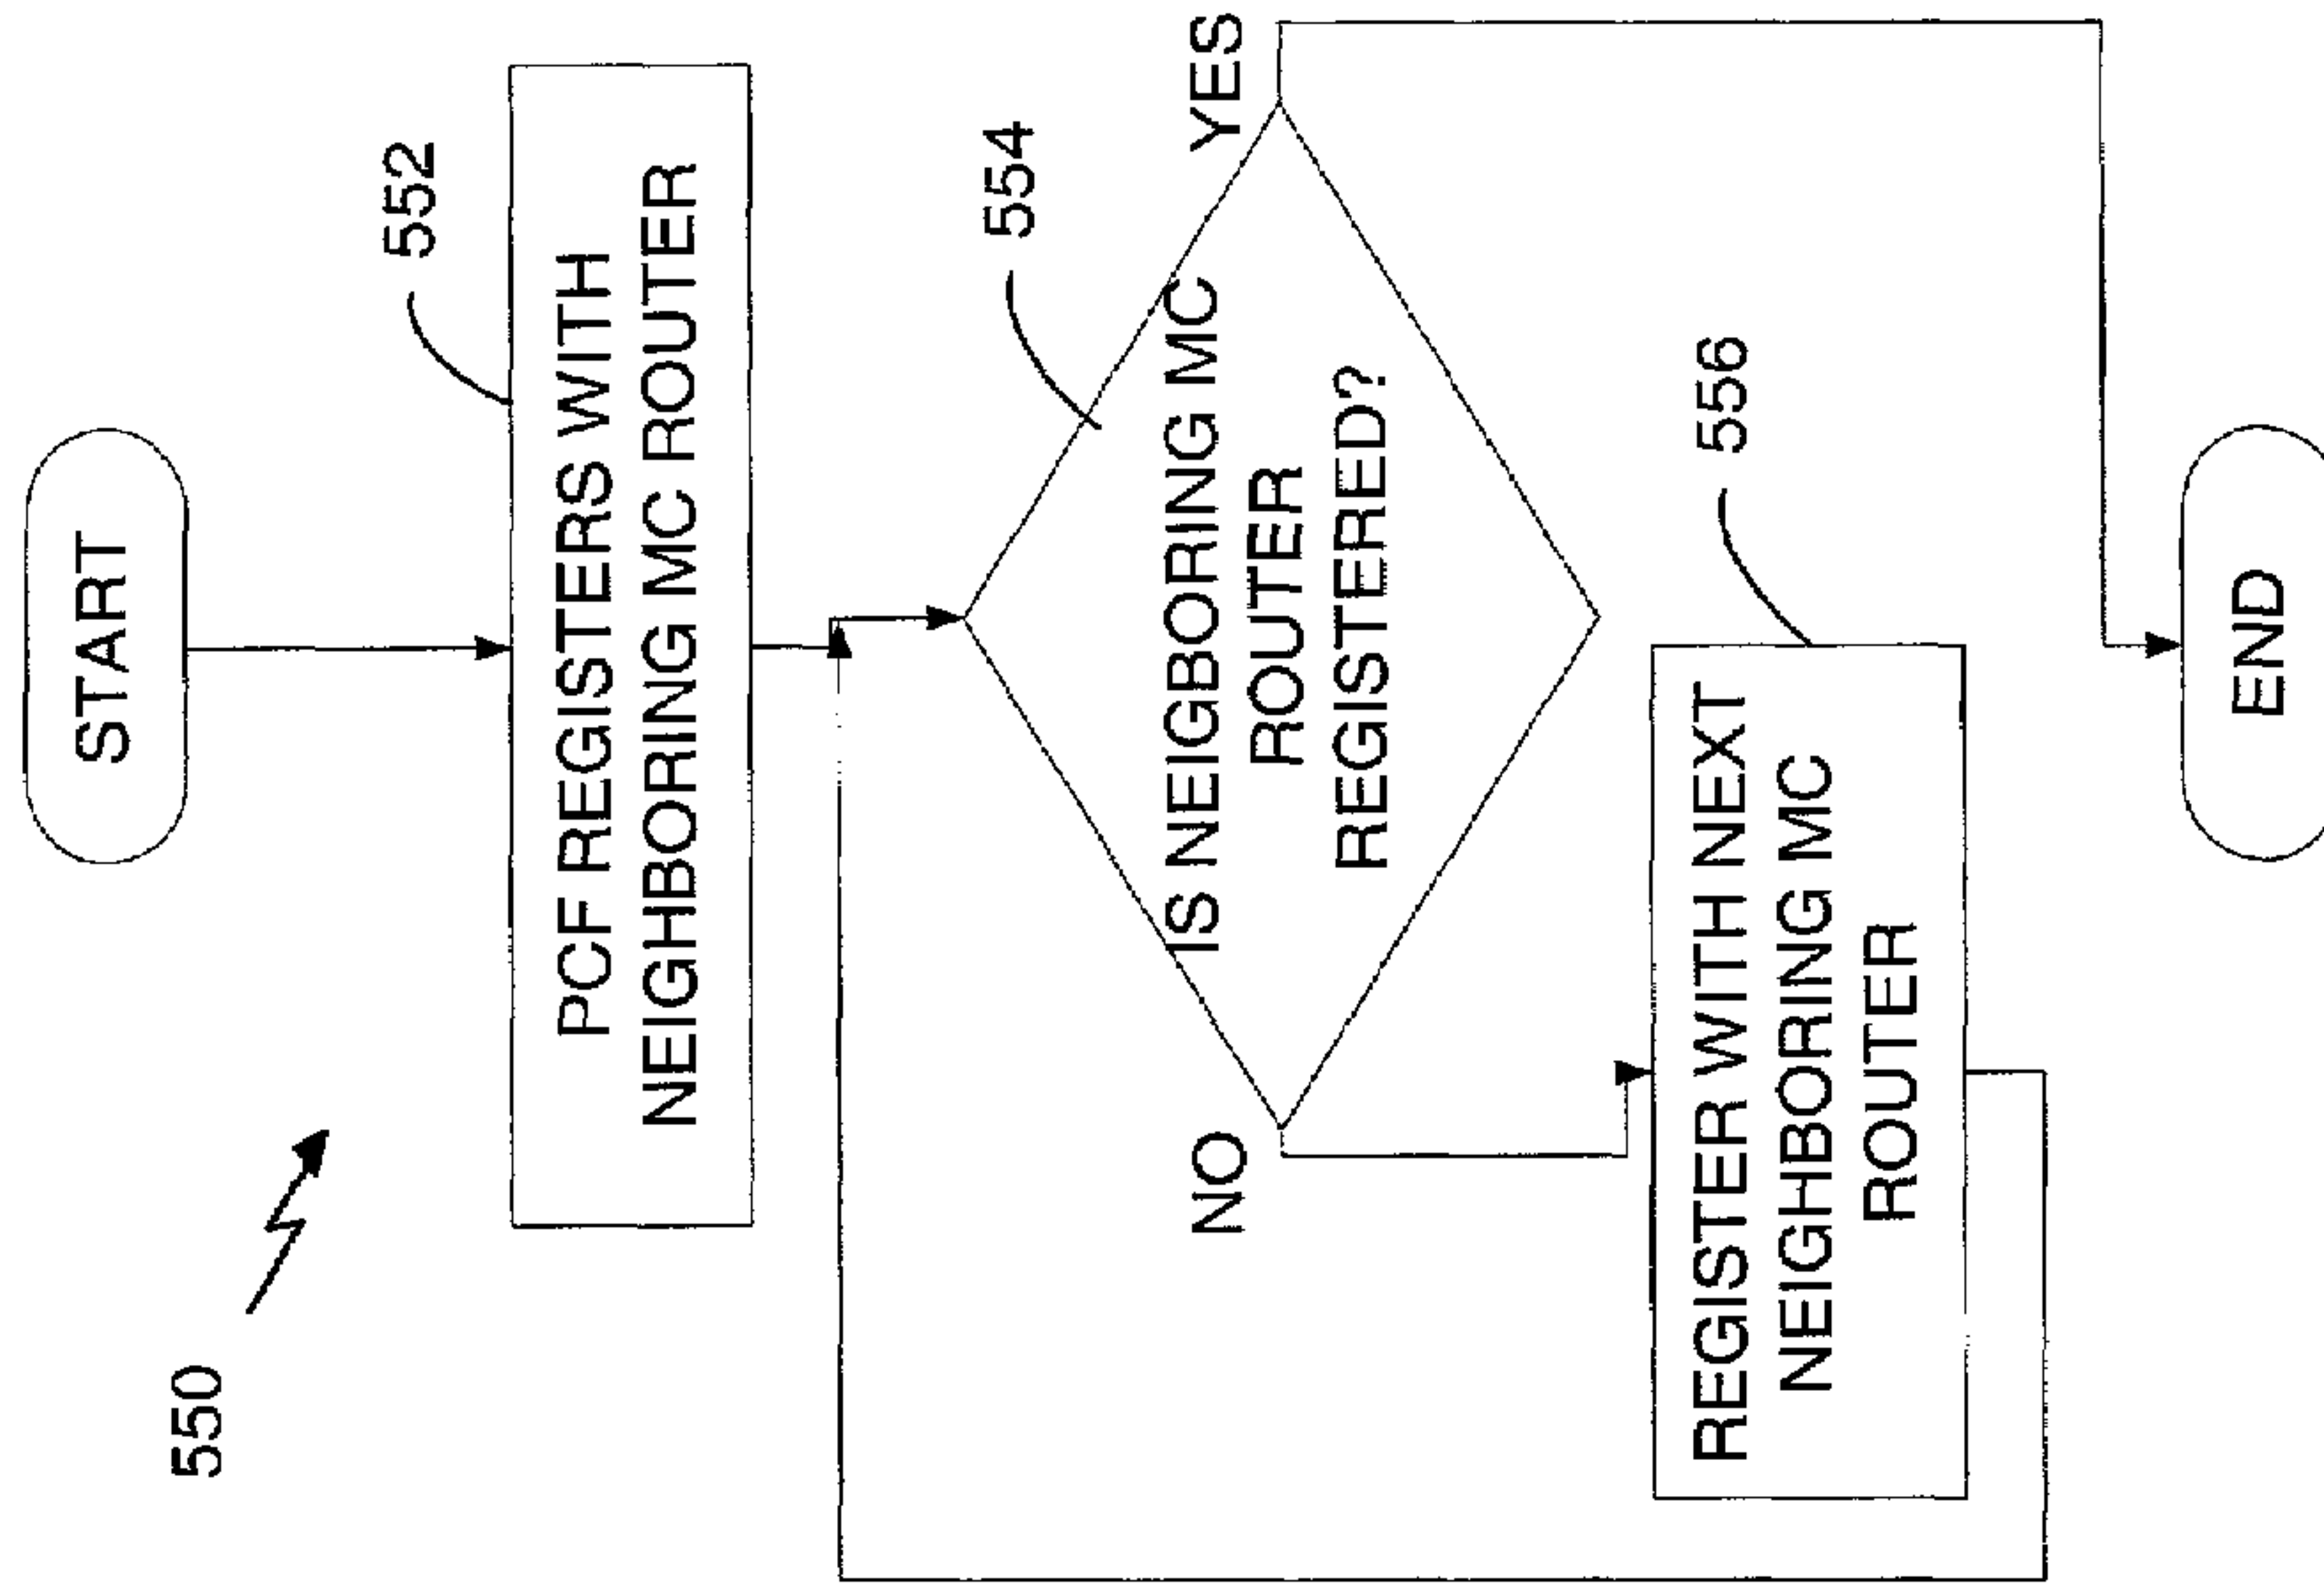 550
START
552
PCF REGISTERS WITH
NEIGHBORING MC ROUTER
554
IS NEIGBORING MC
ROUTER
REGISTERED?
YES
NO
556
REGISTER WITH NEXT
NEIGHBORING MC
ROUTER
END